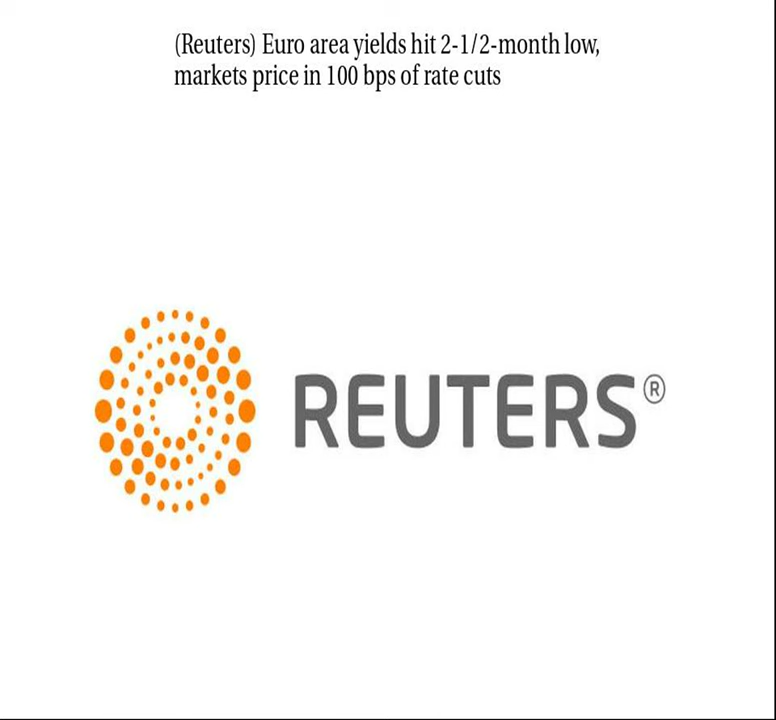 (Reuters) Euro area yields hit 2-1/2-month low,
markets price in 100 bps of rate cuts
REUTERS®